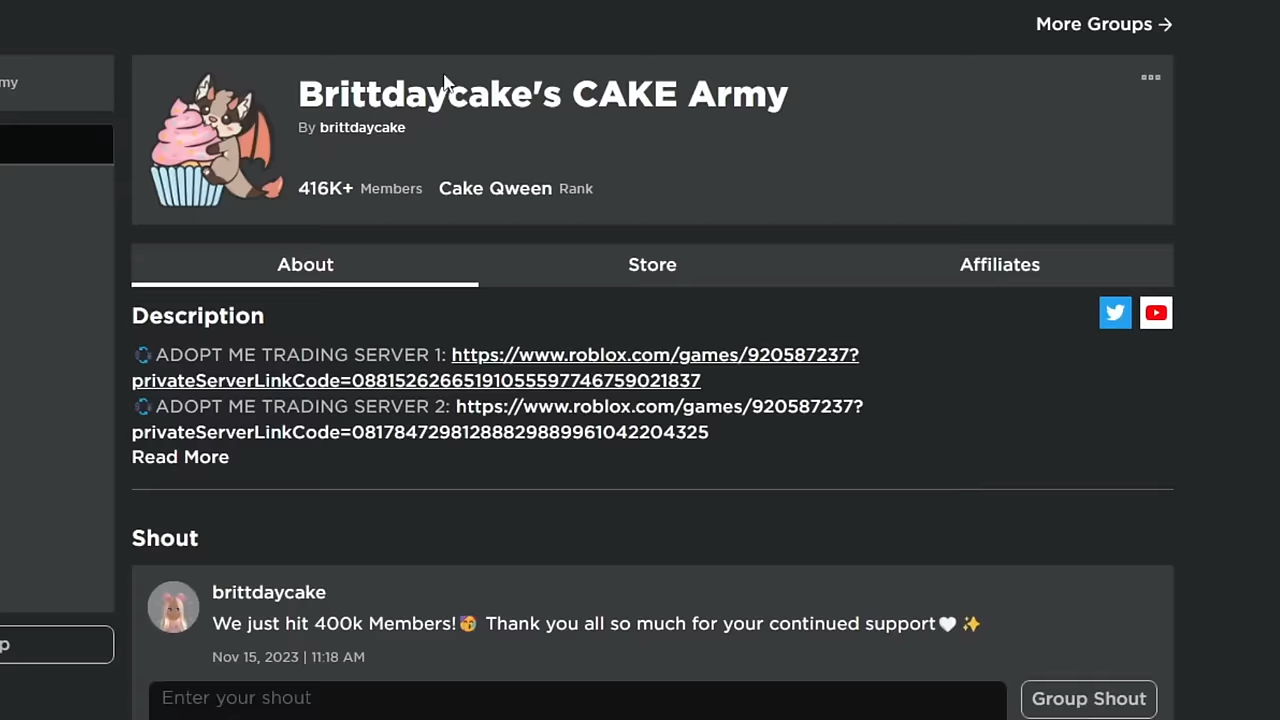 More Groups →
my
Brittdaycake's CAKE Army
By brittdaycake
416K+ Members Cake Qween Rank
About Store Affiliates
Description
ADOPT ME TRADING SERVER 1: https://www.roblox.com/games/920587237?
privateServerLinkCode=08815262665191055597746759021837
ADOPT ME TRADING SERVER 2: https://www.roblox.com/games/920587237?
privateServerLinkCode=08178472981288829889961042204325
Read More
Shout
brittdaycake
We just hit 400k Members!🥳 Thank you all so much for your continued support🤍✨
Nov 15, 2023 | 11:18 AM
p
Enter your shout Group Shout